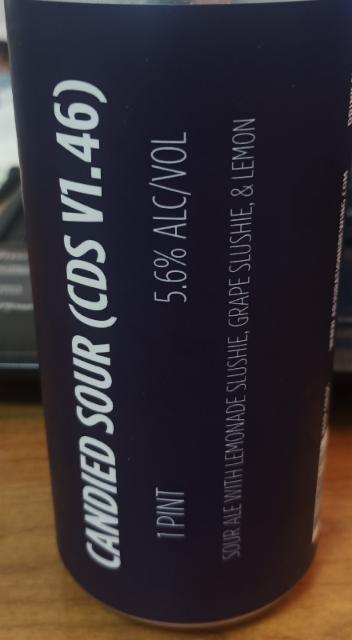 CANDIED SOUR (CDS V1.46)
1 PINT 5.6% ALC/VOL
SOUR ALE WITH LEMONADE SLUSHIE, GRAPE SLUSHIE, & LEMON